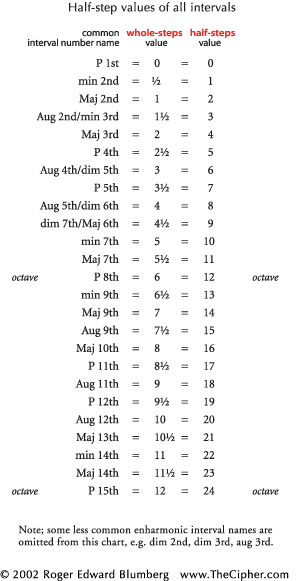 Half-step values of all intervals
common whole-steps half-steps
interval number name value value
P 1st = 0 = 0
min 2nd = ½ = 1
Maj 2nd = 1 = 2
Aug 2nd/min 3rd = 1½ = 3
Maj 3rd = 2 = 4
P 4th = 2½ = 5
Aug 4th/dim 5th = 3 = 6
P 5th = 3½ = 7
Aug 5th/dim 6th = 4 = 8
dim 7th/Maj 6th = 4½ = 9
min 7th = 5 = 10
Maj 7th = 5½ = 11
octave P 8th = 6 = 12 octave
min 9th = 6½ = 13
Maj 9th = 7 = 14
Aug 9th = 7½ = 15
Maj 10th = 8 = 16
P 11th = 8½ = 17
Aug 11th = 9 = 18
P 12th = 9½ = 19
Aug 12th = 10 = 20
Maj 13th = 10½ = 21
min 14th = 11 = 22
Maj 14th = 11½ = 23
octave P 15th = 12 = 24 octave
Note; some less common enharmonic interval names are
omitted from this chart, e.g. dim 2nd, dim 3rd, aug 3rd.
© 2002 Roger Edward Blumberg www.TheCipher.com